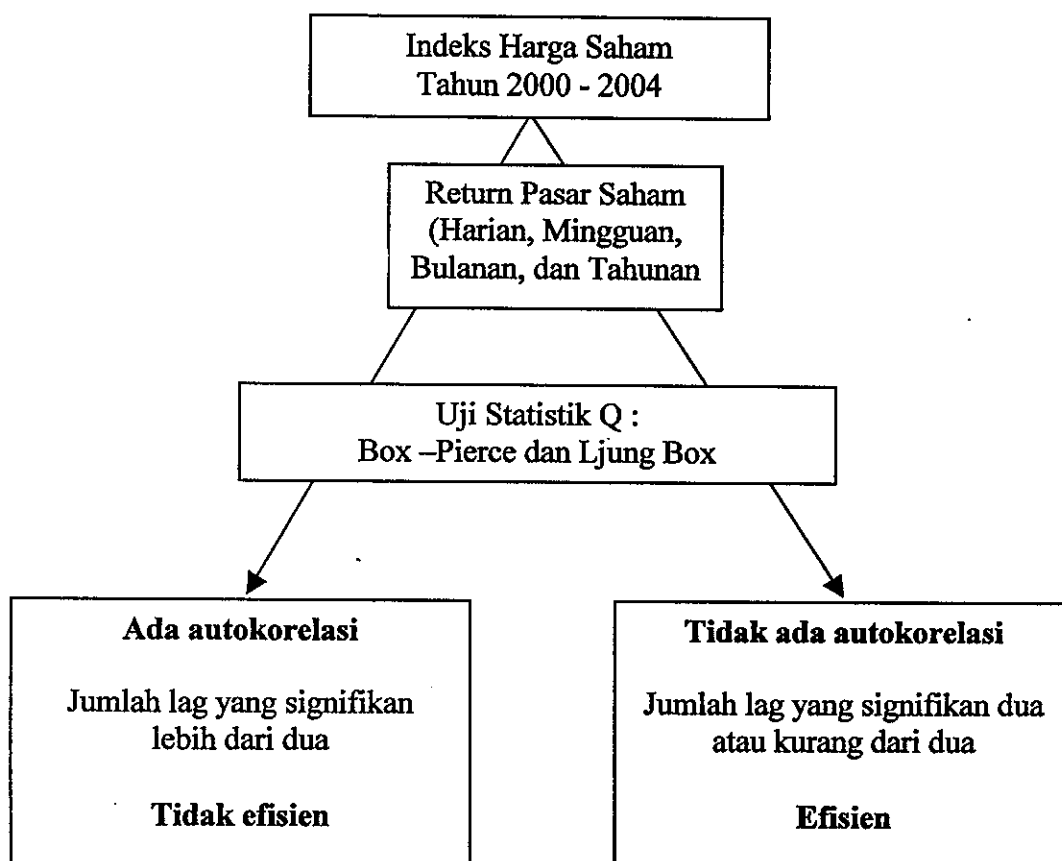 Indeks Harga Saham
Tahun 2000 - 2004
Return Pasar Saham
(Harian, Mingguan,
Bulanan, dan Tahunan
Uji Statistik Q :
Box –Pierce dan Ljung Box
Ada autokorelasi
Jumlah lag yang signifikan
lebih dari dua
Tidak efisien
Tidak ada autokorelasi
Jumlah lag yang signifikan dua
atau kurang dari dua
Efisien